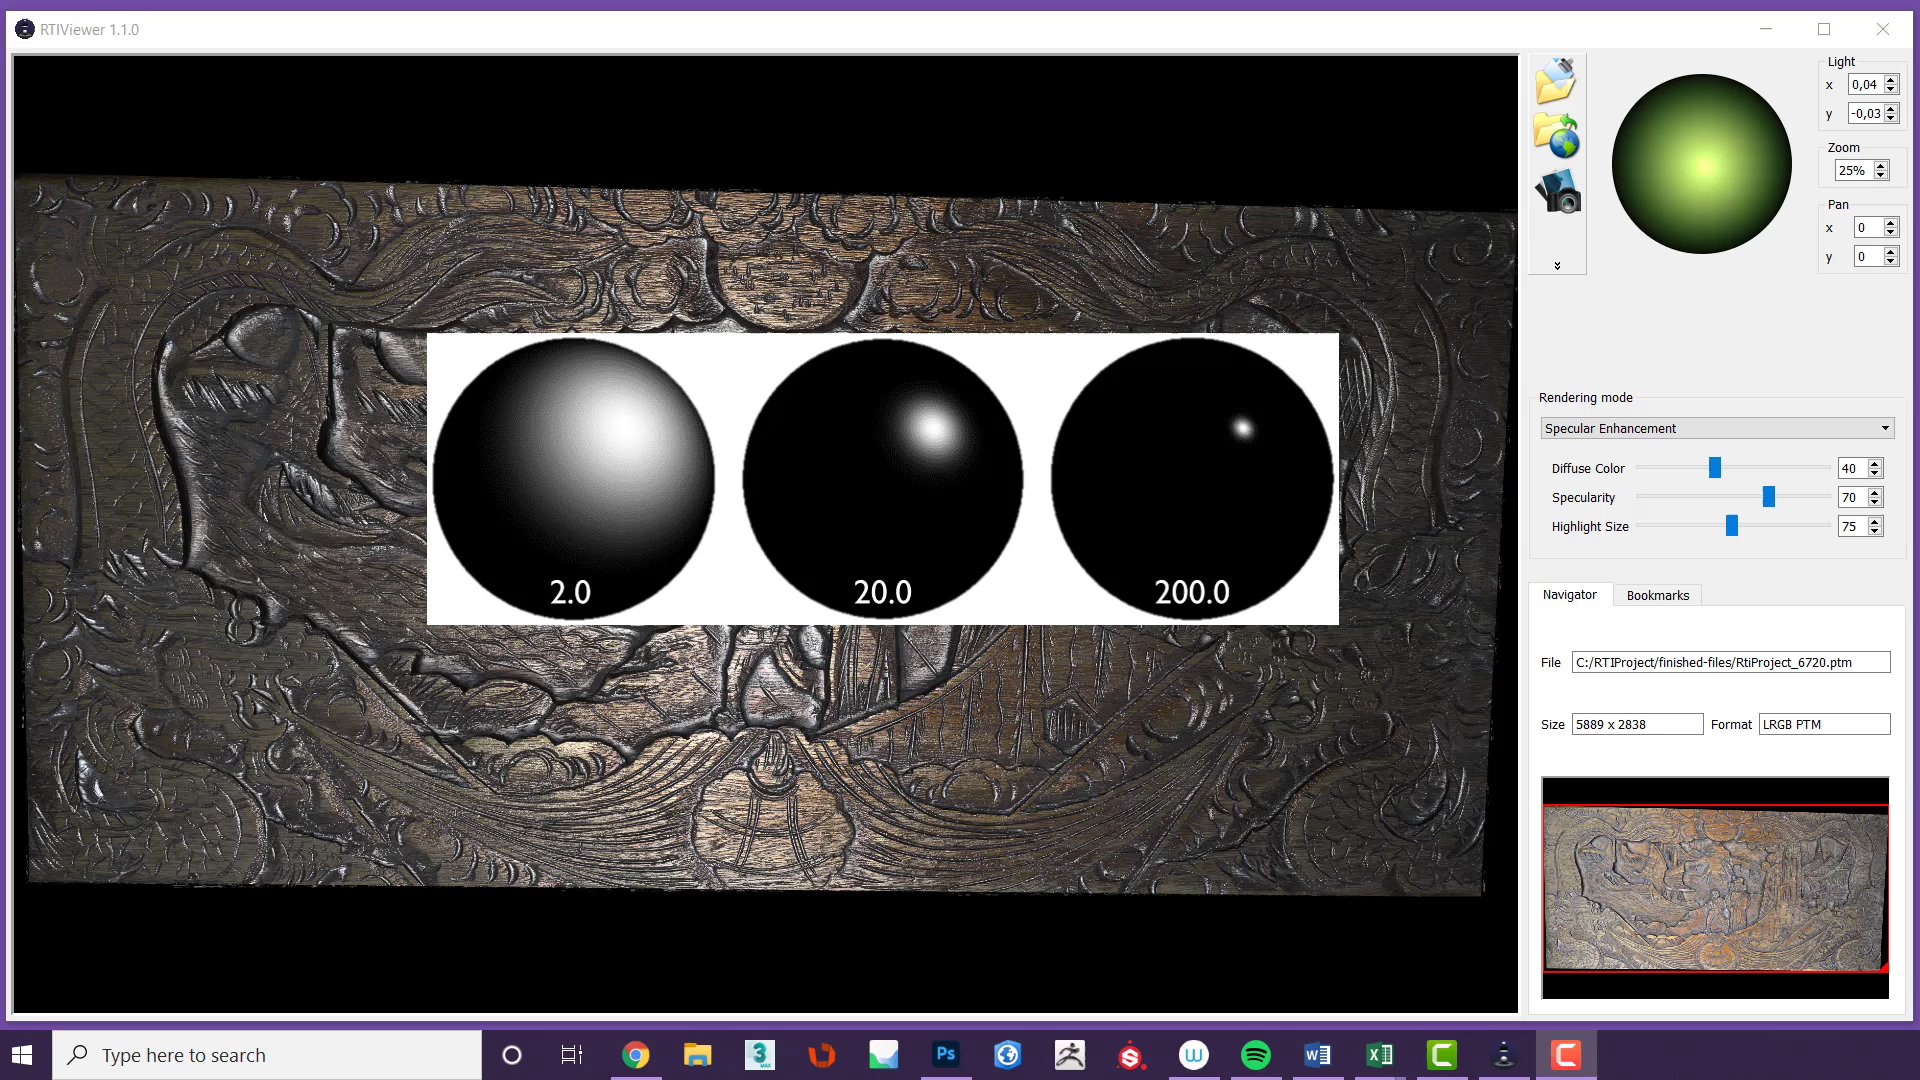 RTIViewer 1.1.0
Light
x 0,04
y -0,03
Zoom
25%
Pan
x 0
y 0
Rendering mode
Specular Enhancement
Diffuse Color 40
Specularity 70
Highlight Size 75
2.0 20.0 200.0
Navigator Bookmarks
File C:/RTIProject/finished-files/RtiProject_6720.ptm
Size 5889 x 2838 Format LRGB PTM
Type here to search
3
MAX
Ps
S
W
W
X
C
C